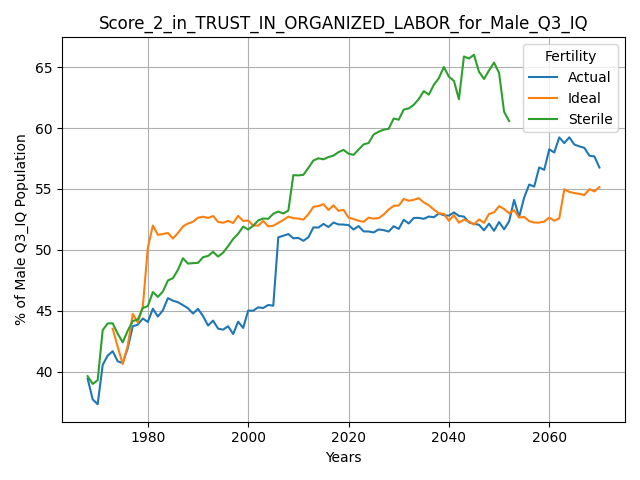 Score_2_in_TRUST_IN_ORGANIZED_LABOR_for_Male_Q3_IQ
% of Male Q3_IQ Population
65
60
55
50
45
40
Fertility
Actual
Ideal
Sterile
1980 2000 2020 2040 2060
Years